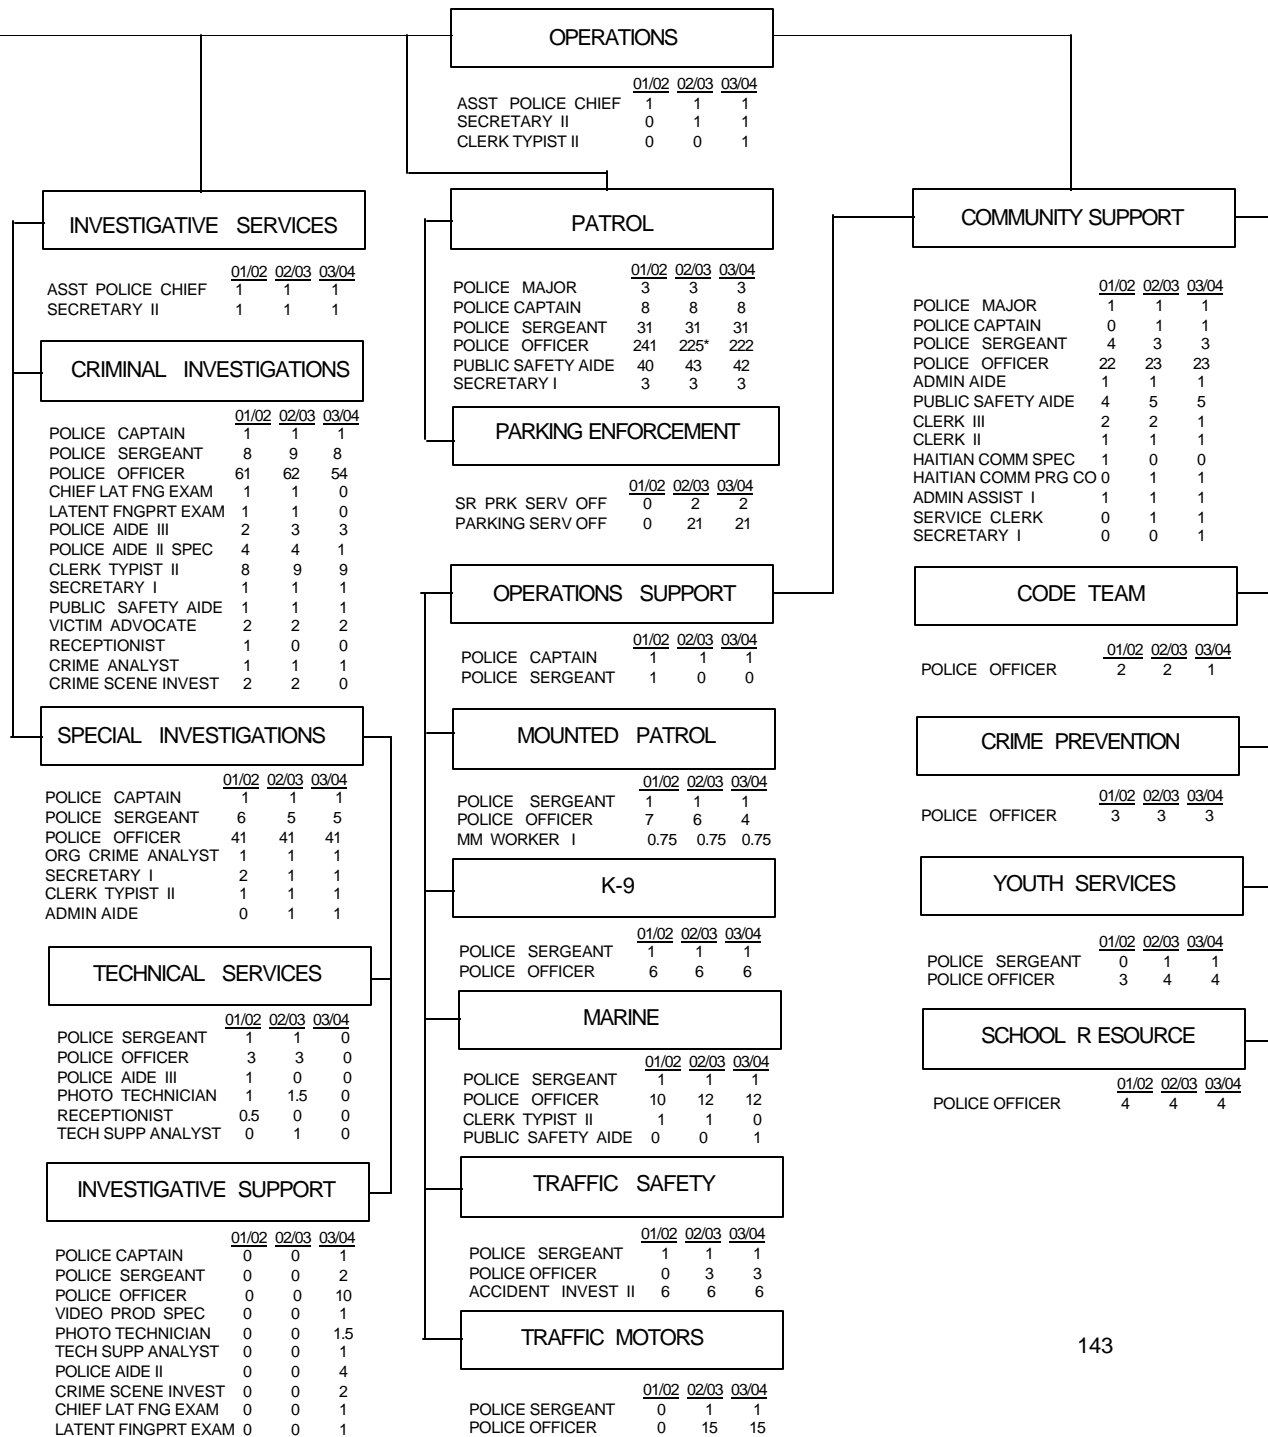 OPERATIONS
01/02 02/03 03/04
ASST POLICE CHIEF 1 1 1
SECRETARY II 0 1 1
CLERK TYPIST II 0 0 1
INVESTIGATIVE SERVICES
01/02 02/03 03/04
ASST POLICE CHIEF 1 1 1
SECRETARY II 1 1 1
CRIMINAL INVESTIGATIONS
01/02 02/03 03/04
POLICE CAPTAIN 1 1 1
POLICE SERGEANT 8 9 8
POLICE OFFICER 61 62 54
CHIEF LAT FNG EXAM 1 1 0
LATENT FNGPRT EXAM 1 1 0
POLICE AIDE III 2 3 3
POLICE AIDE II SPEC 4 4 1
CLERK TYPIST II 8 9 9
SECRETARY I 1 1 1
PUBLIC SAFETY AIDE 1 1 1
VICTIM ADVOCATE 2 2 2
RECEPTIONIST 1 0 0
CRIME ANALYST 1 1 1
CRIME SCENE INVEST 2 2 0
SPECIAL INVESTIGATIONS
01/02 02/03 03/04
POLICE CAPTAIN 1 1 1
POLICE SERGEANT 6 5 5
POLICE OFFICER 41 41 41
ORG CRIME ANALYST 1 1 1
SECRETARY I 2 1 1
CLERK TYPIST II 1 1 1
ADMIN AIDE 0 1 1
TECHNICAL SERVICES
01/02 02/03 03/04
POLICE SERGEANT 1 1 0
POLICE OFFICER 3 3 0
POLICE AIDE III 1 0 0
PHOTO TECHNICIAN 1 1.5 0
RECEPTIONIST 0.5 0 0
TECH SUPP ANALYST 0 1 0
INVESTIGATIVE SUPPORT
01/02 02/03 03/04
POLICE CAPTAIN 0 0 1
POLICE SERGEANT 0 0 2
POLICE OFFICER 0 0 10
VIDEO PROD SPEC 0 0 1
PHOTO TECHNICIAN 0 0 1.5
TECH SUPP ANALYST 0 0 1
POLICE AIDE II 0 0 4
CRIME SCENE INVEST 0 0 2
CHIEF LAT FNG EXAM 0 0 1
LATENT FINGPRT EXAM 0 0 1
PATROL
01/02 02/03 03/04
POLICE MAJOR 3 3 3
POLICE CAPTAIN 8 8 8
POLICE SERGEANT 31 31 31
POLICE OFFICER 241 225* 222
PUBLIC SAFETY AIDE 40 43 42
SECRETARY I 3 3 3
PARKING ENFORCEMENT
01/02 02/03 03/04
SR PRK SERV OFF 0 2 2
PARKING SERV OFF 0 21 21
OPERATIONS SUPPORT
01/02 02/03 03/04
POLICE CAPTAIN 1 1 1
POLICE SERGEANT 1 0 0
MOUNTED PATROL
01/02 02/03 03/04
POLICE SERGEANT 1 1 1
POLICE OFFICER 7 6 4
MM WORKER I 0.75 0.75 0.75
K-9
01/02 02/03 03/04
POLICE SERGEANT 1 1 1
POLICE OFFICER 6 6 6
MARINE
01/02 02/03 03/04
POLICE SERGEANT 1 1 1
POLICE OFFICER 10 12 12
CLERK TYPIST II 1 1 0
PUBLIC SAFETY AIDE 0 0 1
TRAFFIC SAFETY
01/02 02/03 03/04
POLICE SERGEANT 1 1 1
POLICE OFFICER 0 3 3
ACCIDENT INVEST II 6 6 6
TRAFFIC MOTORS
01/02 02/03 03/04
POLICE SERGEANT 0 1 1
POLICE OFFICER 0 15 15
COMMUNITY SUPPORT
01/02 02/03 03/04
POLICE MAJOR 1 1 1
POLICE CAPTAIN 0 1 1
POLICE SERGEANT 4 3 3
POLICE OFFICER 22 23 23
ADMIN AIDE 1 1 1
PUBLIC SAFETY AIDE 4 5 5
CLERK III 2 2 1
CLERK II 1 1 1
HAITIAN COMM SPEC 1 0 0
HAITIAN COMM PRG CO 0 1 1
ADMIN ASSIST I 1 1 1
SERVICE CLERK 0 1 1
SECRETARY I 0 0 1
CODE TEAM
01/02 02/03 03/04
POLICE OFFICER 2 2 1
CRIME PREVENTION
01/02 02/03 03/04
POLICE OFFICER 3 3 3
YOUTH SERVICES
01/02 02/03 03/04
POLICE SERGEANT 0 1 1
POLICE OFFICER 3 4 4
SCHOOL R ESOURCE
01/02 02/03 03/04
POLICE OFFICER 4 4 4
143